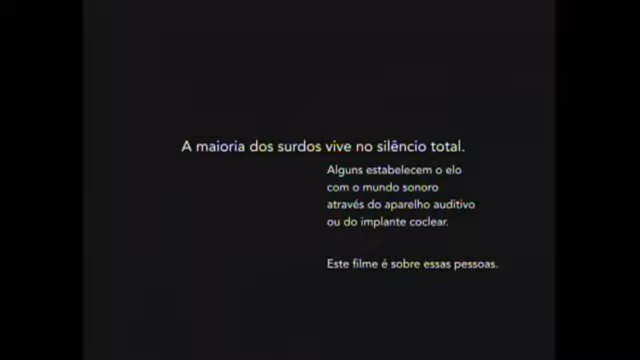 A maioria dos surdos vive no silêncio total.
Alguns estabelecem o elo
com o mundo sonoro
através do aparelho auditivo
ou do implante coclear.
Este filme é sobre essas pessoas.